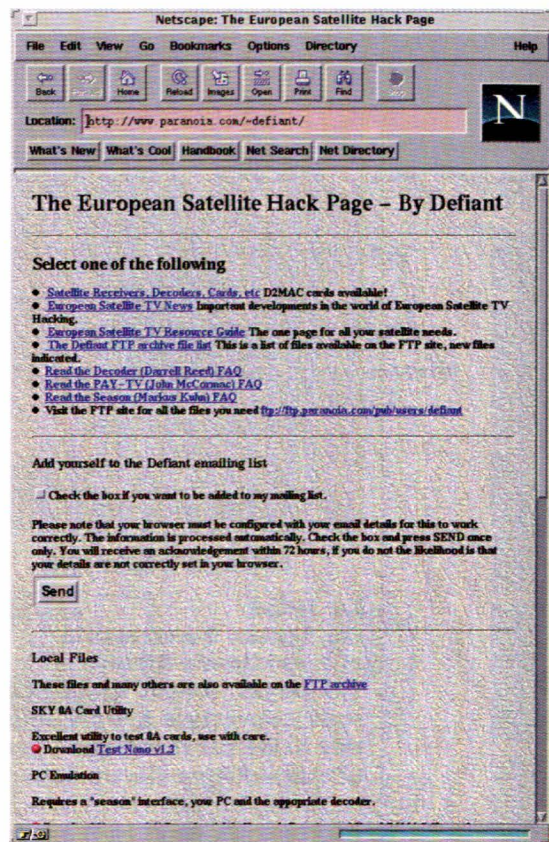 Netscape: The European Satellite Hack Page
File Edit View Go Bookmarks Options Directory Help
Back Forward Home Reload Images Open Print Find Stop
Location: http://www.paranoia.com/~defiant/
N
What's New What's Cool Handbook Net Search Net Directory
The European Satellite Hack Page – By Defiant
Select one of the following
Satellite Receivers, Decoders, Cards, etc D2MAC cards available!
European Satellite TV News Important developments in the world of European Satellite TV
Hacking.
European Satellite TV Resource Guide The one page for all your satellite needs.
The Defiant FTP archive file list This is a list of files available on the FTP site, new files
indicated.
Read the Decoder (Darrell Reed) FAQ
Read the PAY-TV (John McCormac) FAQ
Read the Season (Markus Kuhn) FAQ
Visit the FTP site for all the files you need ftp://ftp.paranoia.com/pub/users/defiant
Add yourself to the Defiant emailing list
Check the box if you want to be added to my mailing list.
Please note that your browser must be configured with your email details for this to work
correctly. The information is processed automatically. Check the box and press SEND once
only. You will receive an acknowledgement within 72 hours, if you do not the likelihood is that
your details are not correctly set in your browser.
Send
Local Files
These files and many others are also available on the FTP archive
SKY 0A Card Utility
Excellent utility to test 0A cards, use with care.
Download Test Nano v1.3
PC Emulation
Requires a "season" interface, your PC and the appropriate decoder.